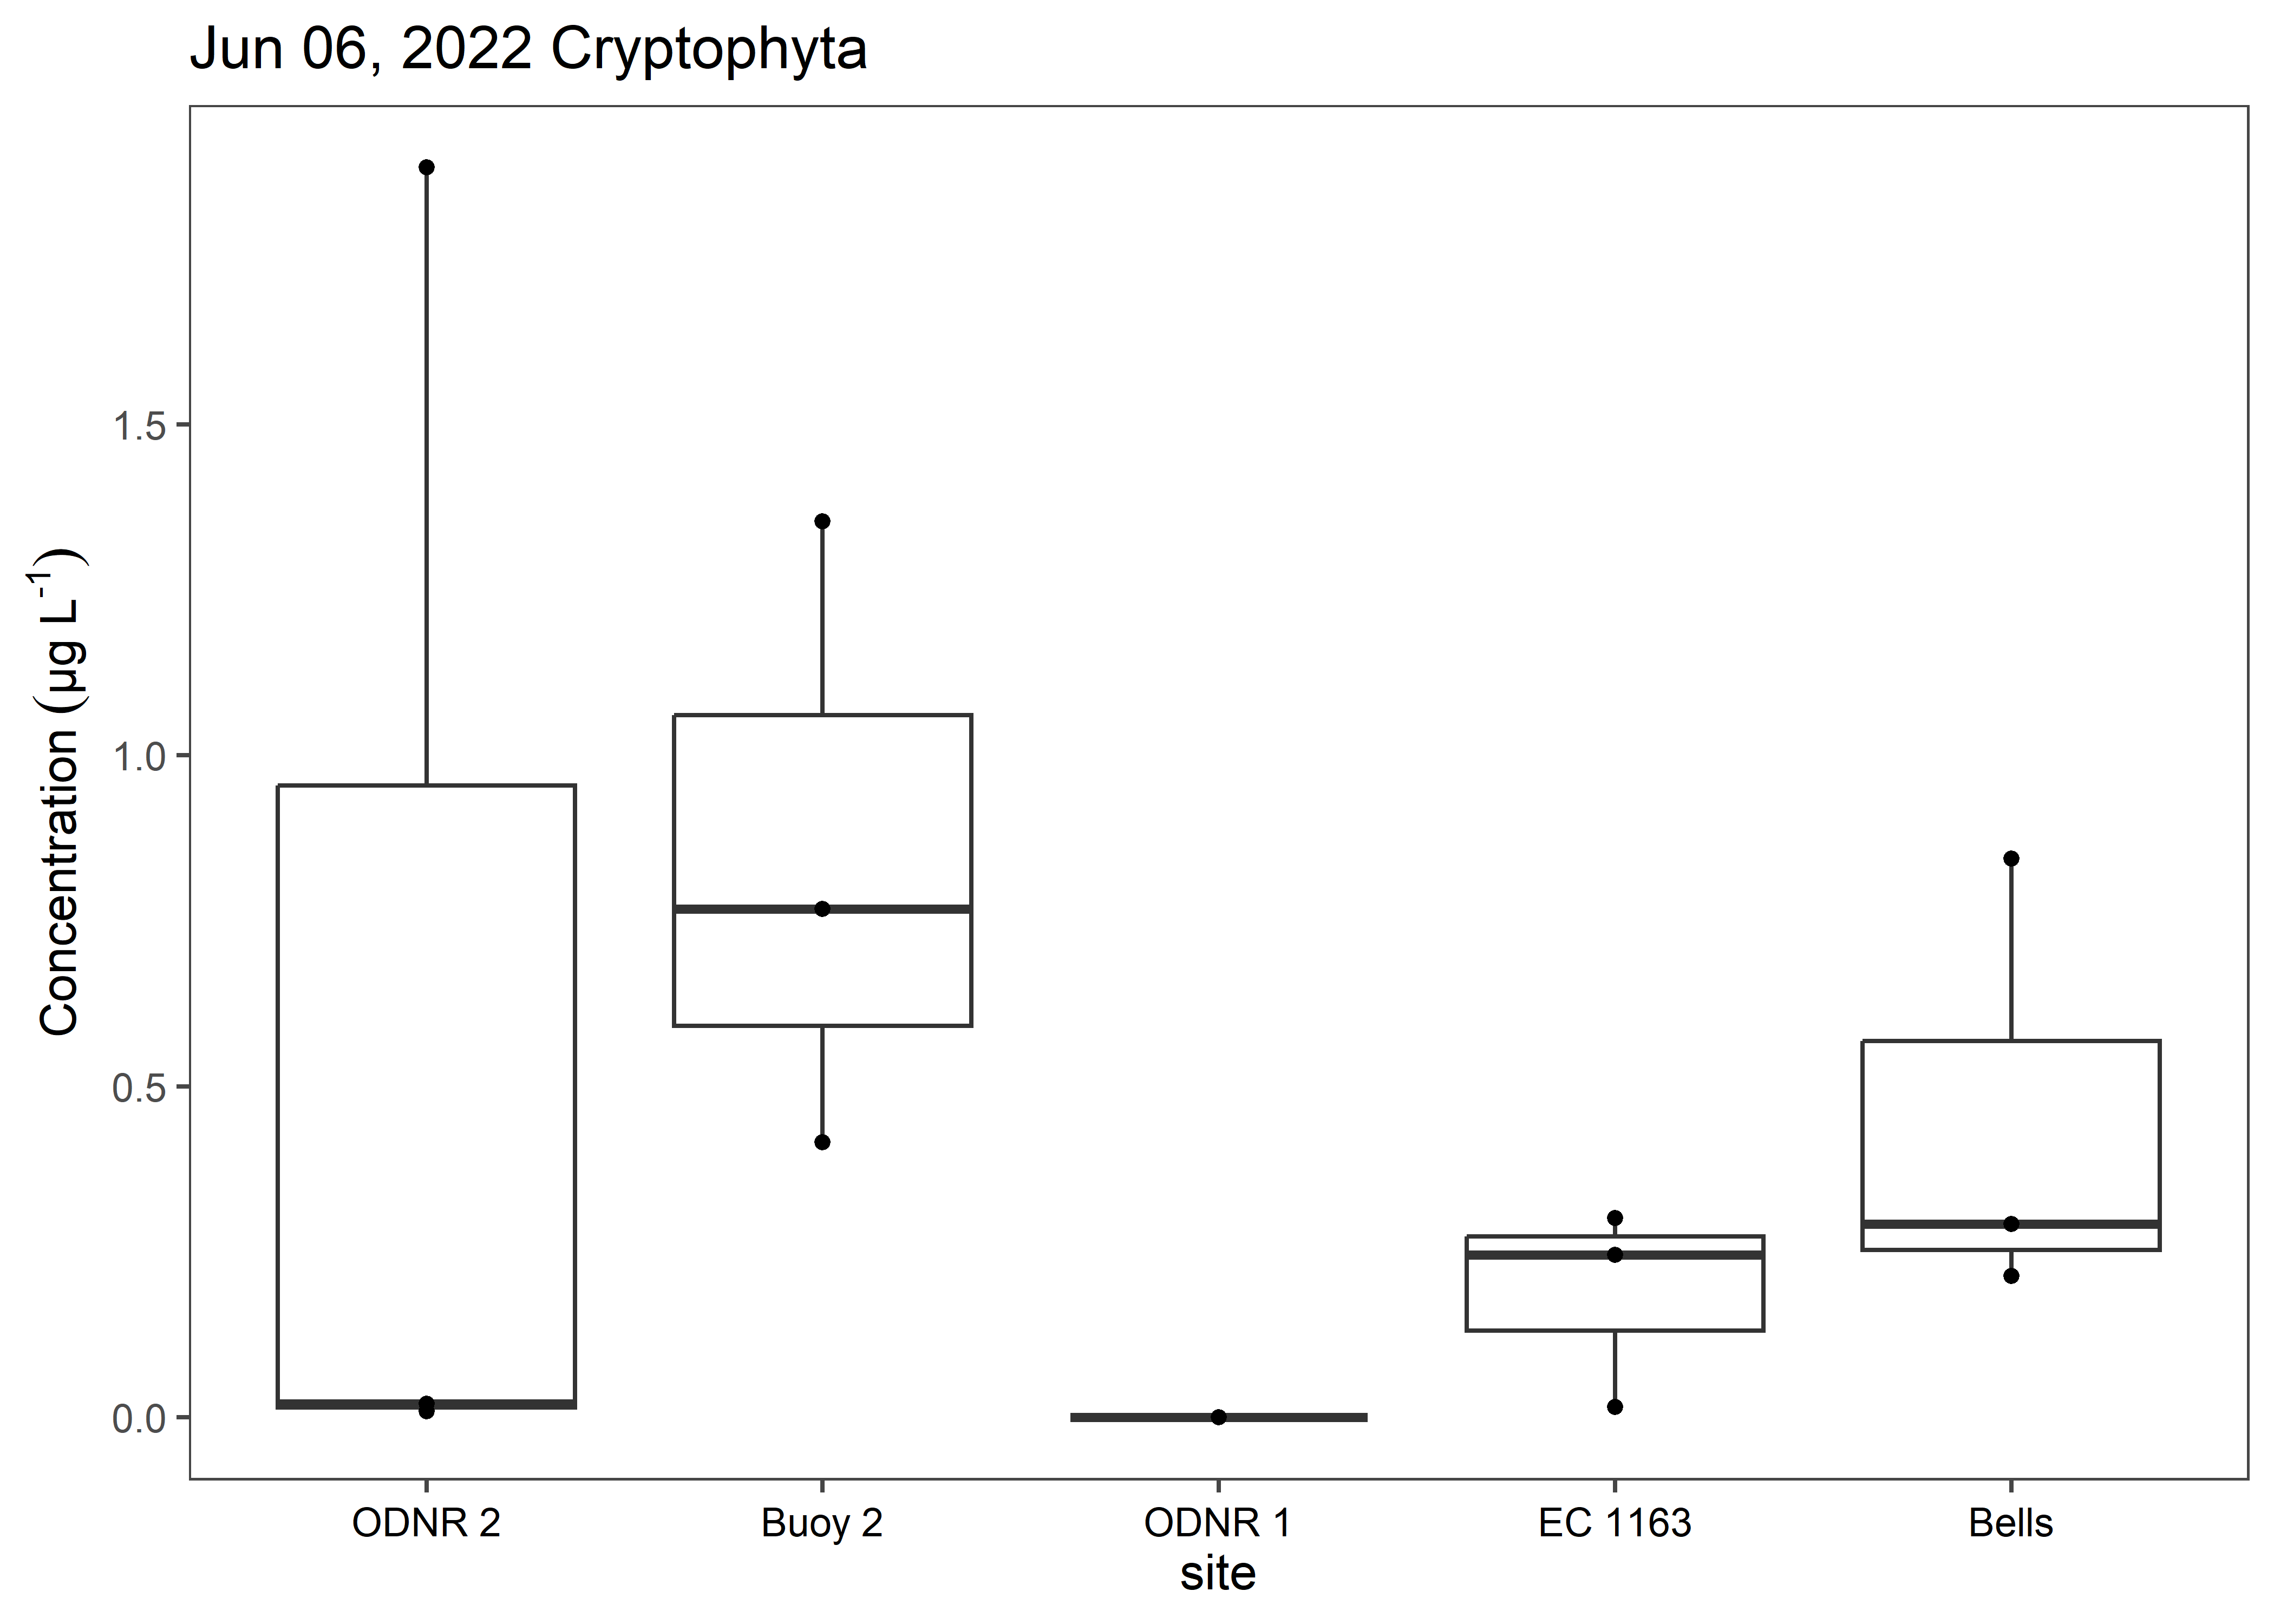 Jun 06, 2022 Cryptophyta
Concentration (µg L⁻¹)
1.5
1.0
0.5
0.0
ODNR 2 Buoy 2 ODNR 1 EC 1163 Bells
site